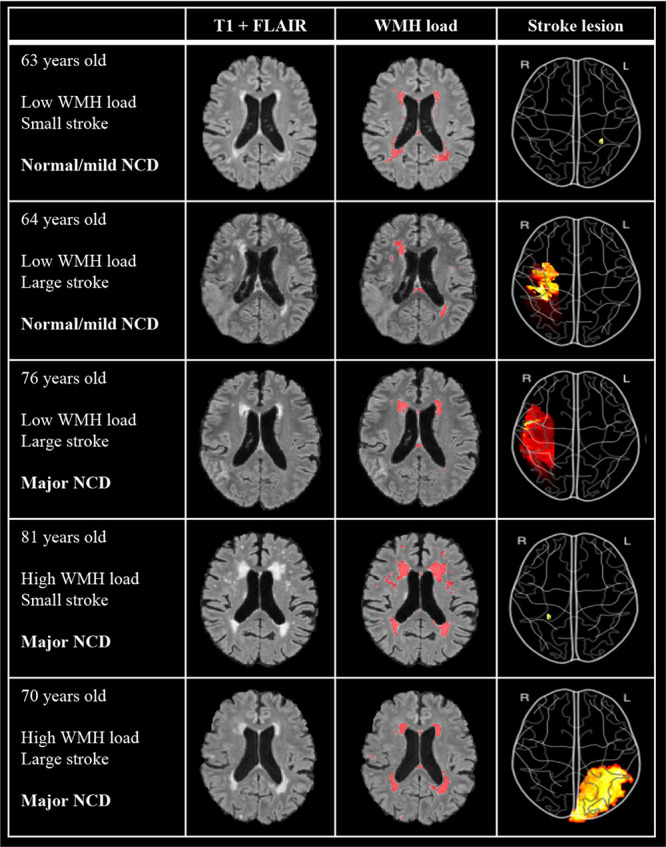 T1 + FLAIR
WMH load
Stroke lesion
63 years old
Low WMH load
Small stroke
Normal/mild NCD
R
L
64 years old
Low WMH load
Large stroke
Normal/mild NCD
R
L
76 years old
Low WMH load
Large stroke
Major NCD
R
L
81 years old
High WMH load
Small stroke
Major NCD
R
L
70 years old
High WMH load
Large stroke
Major NCD
R
L